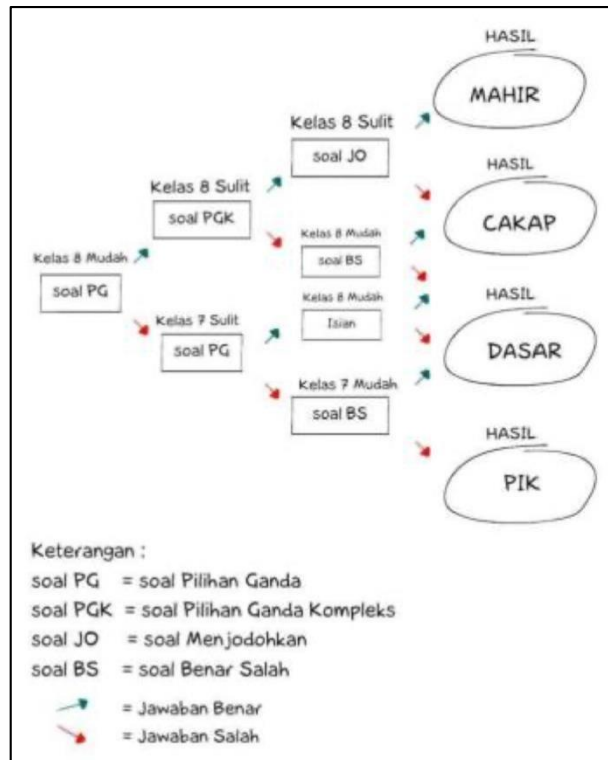 HASIL
MAHIR
Kelas 8 Sulit
soal JO
HASIL
CAKAP
Kelas 8 Sulit
soal PGK
Kelas 8 Mudah
soal BS
Kelas 8 Mudah
soal PG
Kelas 8 Mudah
Isian
HASIL
DASAR
Kelas 7 Sulit
soal PG
Kelas 7 Mudah
soal BS
HASIL
PIK
Keterangan :
soal PG = soal Pilihan Ganda
soal PGK = soal Pilihan Ganda Kompleks
soal JO = soal Menjodohkan
soal BS = soal Benar Salah
= Jawaban Benar
= Jawaban Salah